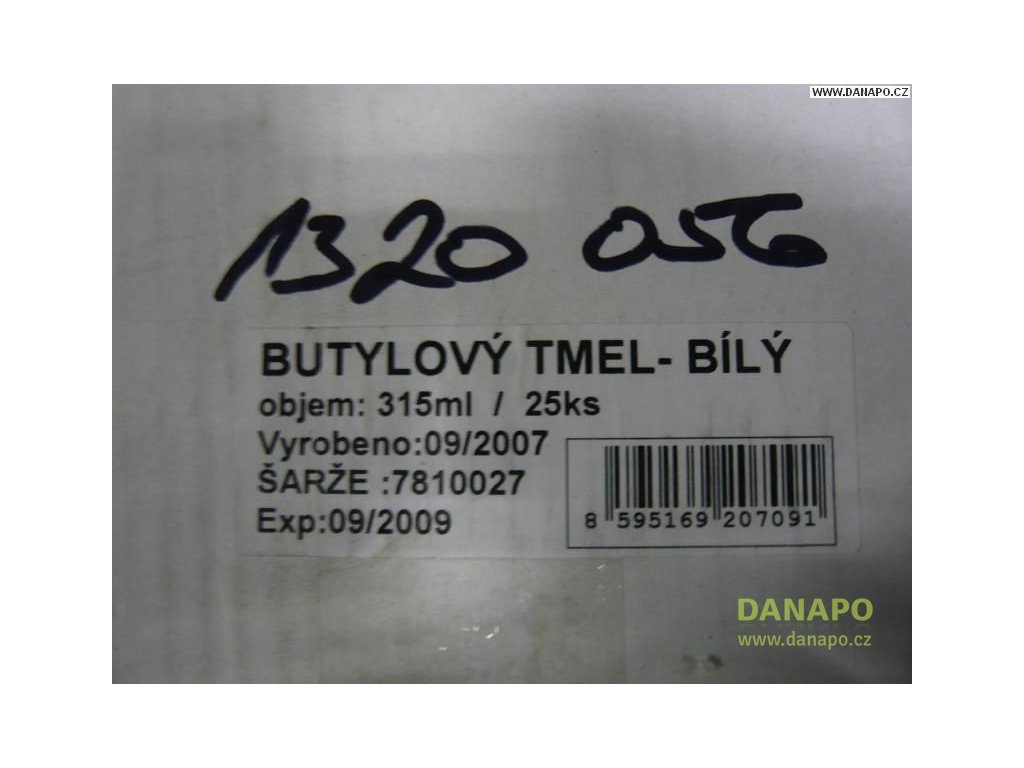 WWW.DANAPO.CZ
1320 056
BUTYLOVÝ TMEL- BÍLÝ
objem: 315ml / 25ks
Vyrobeno:09/2007
ŠARŽE :7810027
Exp:09/2009
8 595169 207091
DANAPO
www.danapo.cz